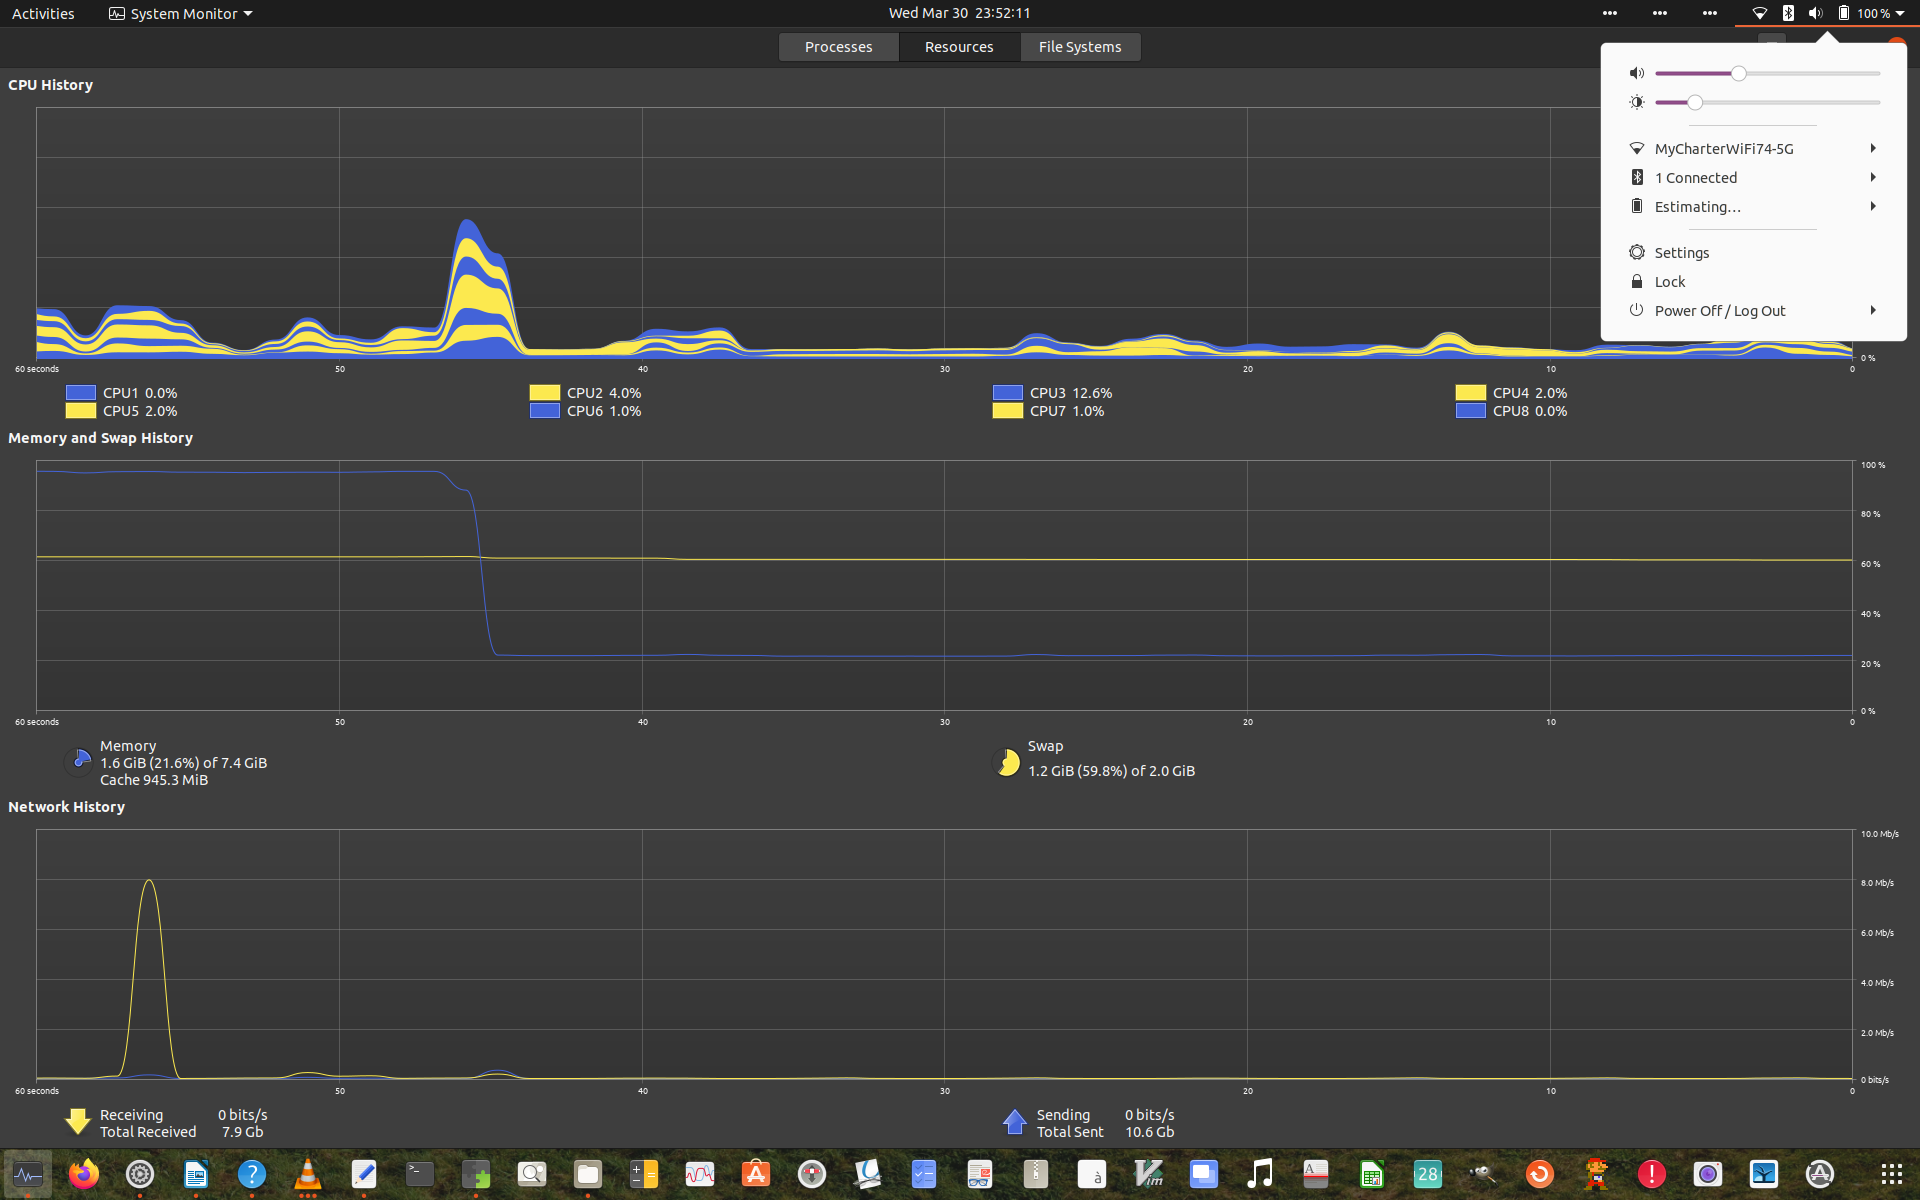 Activities System Monitor Wed Mar 30 23:52:11 100 %
Processes Resources File Systems
CPU History
MyCharterWiFi74-5G
1 Connected
Estimating…
Settings
Lock
Power Off / Log Out
0 %
60 seconds 50 40 30 20 10 0
CPU1 0.0% CPU2 4.0% CPU3 12.6% CPU4 2.0%
CPU5 2.0% CPU6 1.0% CPU7 1.0% CPU8 0.0%
Memory and Swap History
100 %
80 %
60 %
40 %
20 %
0 %
60 seconds 50 40 30 20 10 0
Memory
1.6 GiB (21.6%) of 7.4 GiB
Cache 945.3 MiB
Swap
1.2 GiB (59.8%) of 2.0 GiB
Network History
10.0 Mb/s
8.0 Mb/s
6.0 Mb/s
4.0 Mb/s
2.0 Mb/s
0 bits/s
60 seconds 50 40 30 20 10 0
Receiving 0 bits/s
Total Received 7.9 Gb
Sending 0 bits/s
Total Sent 10.6 Gb
? >_ A à Vim A 28 !